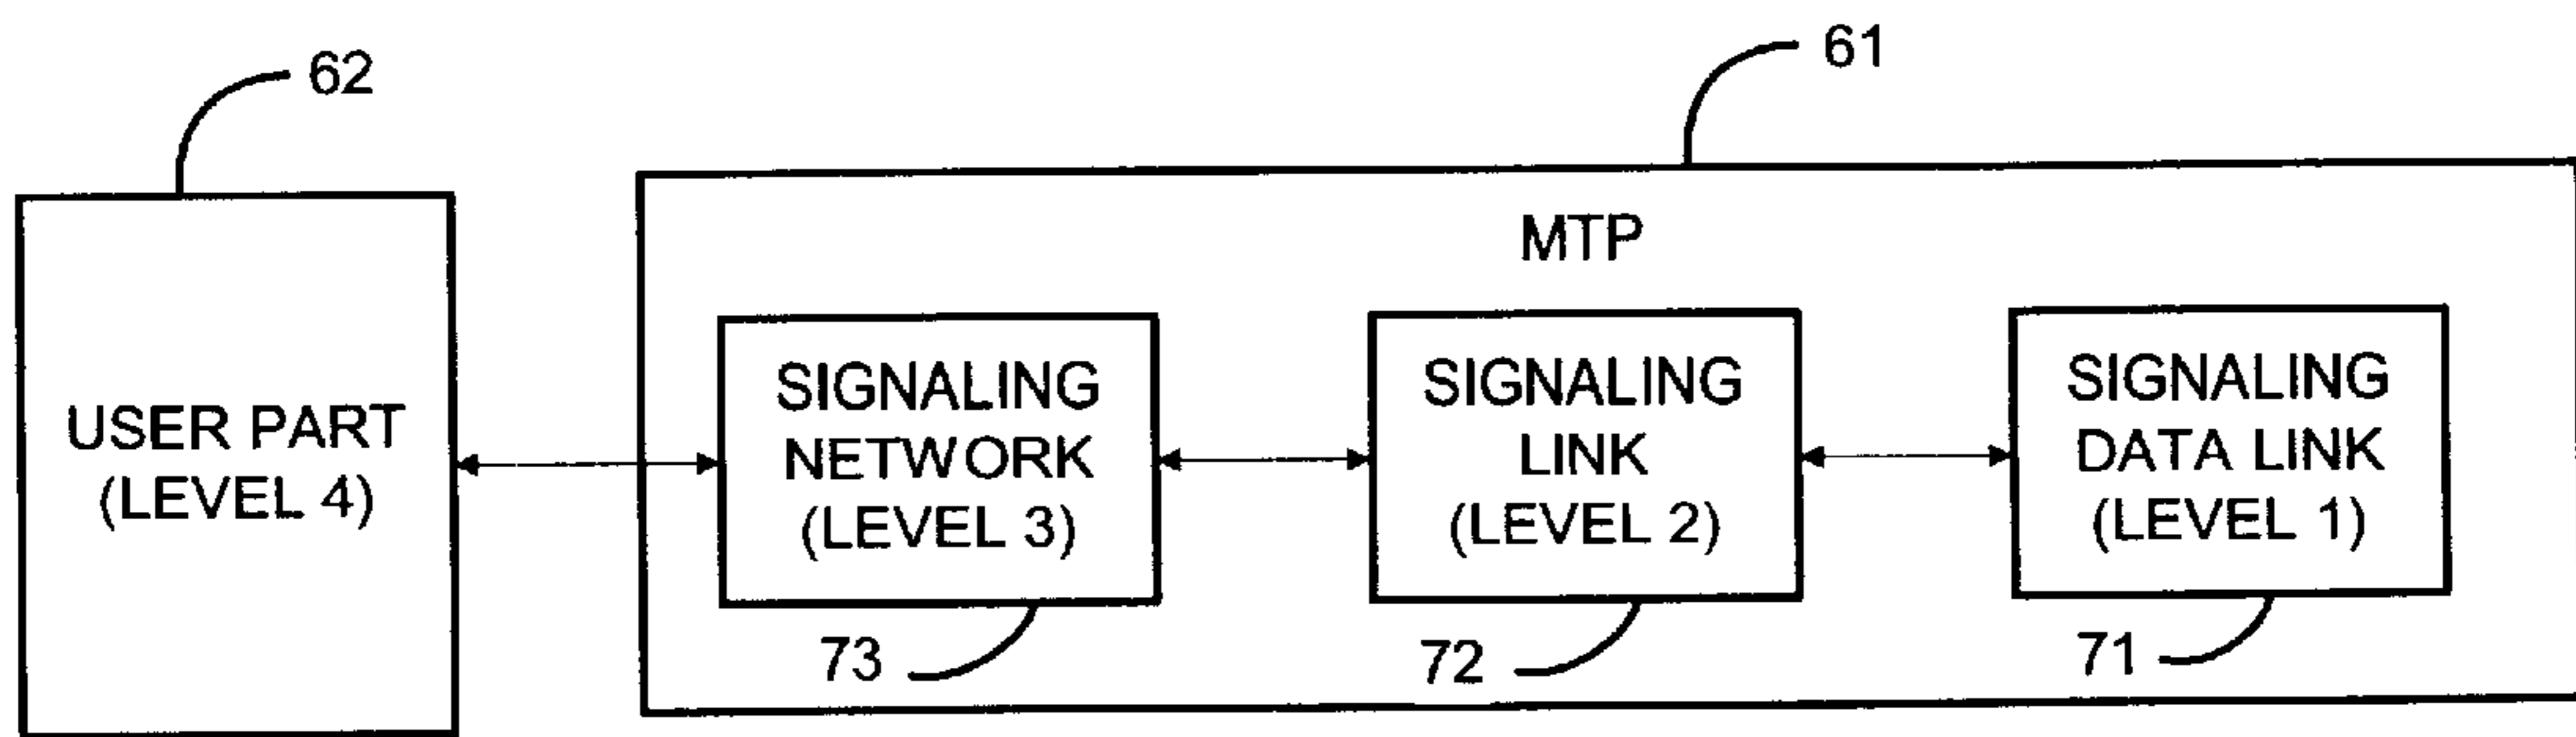 62
61
MTP
USER PART
(LEVEL 4)
SIGNALING
NETWORK
(LEVEL 3)
SIGNALING
LINK
(LEVEL 2)
SIGNALING
DATA LINK
(LEVEL 1)
73
72
71